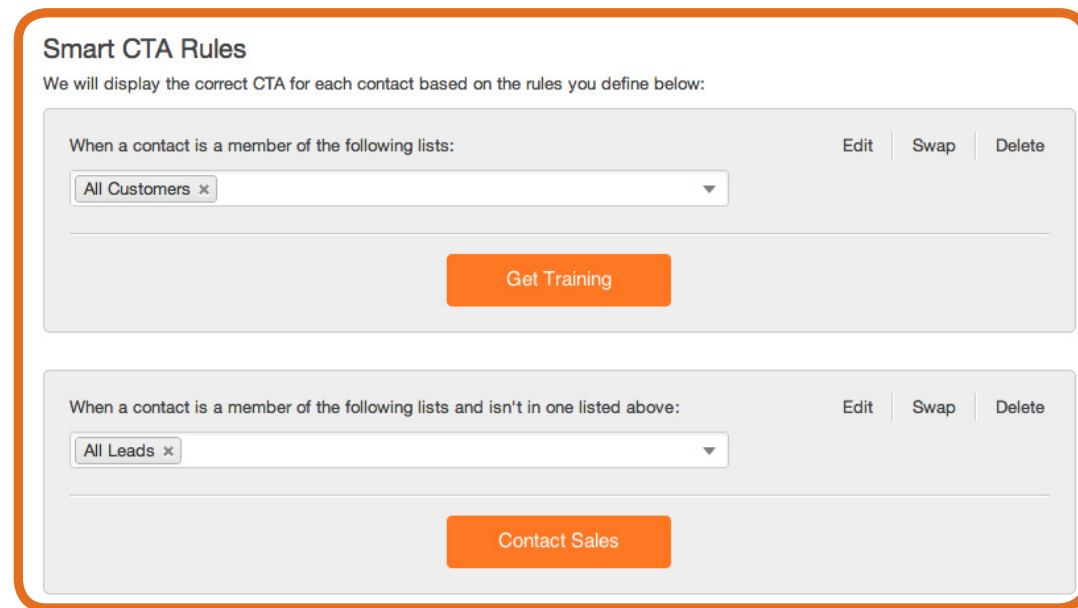 Smart CTA Rules
We will display the correct CTA for each contact based on the rules you define below:
When a contact is a member of the following lists: Edit Swap Delete
All Customers ×
Get Training
When a contact is a member of the following lists and isn't in one listed above: Edit Swap Delete
All Leads ×
Contact Sales